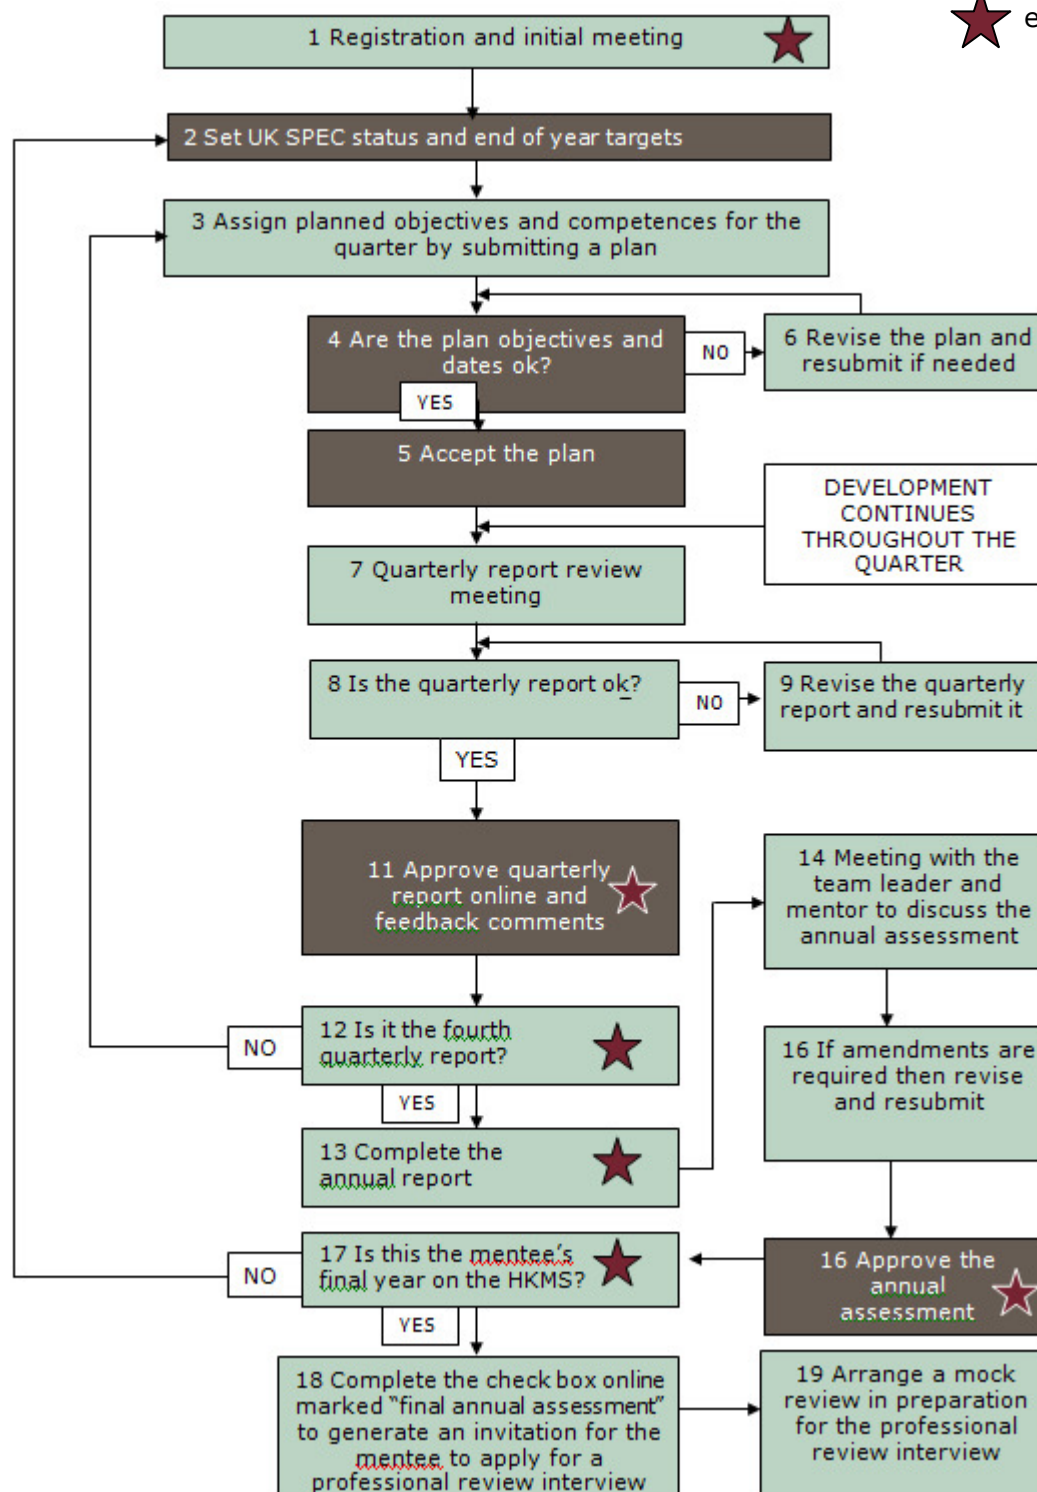 1 Registration and initial meeting
e
2 Set UK SPEC status and end of year targets
3 Assign planned objectives and competences for the
quarter by submitting a plan
4 Are the plan objectives and
dates ok?
NO
6 Revise the plan and
resubmit if needed
YES
5 Accept the plan
DEVELOPMENT
CONTINUES
THROUGHOUT THE
QUARTER
7 Quarterly report review
meeting
8 Is the quarterly report ok?
NO
9 Revise the quarterly
report and resubmit it
YES
11 Approve quarterly
report online and
feedback comments
14 Meeting with the
team leader and
mentor to discuss the
annual assessment
12 Is it the fourth
quarterly report?
NO
YES
16 If amendments are
required then revise
and resubmit
13 Complete the
annual report
17 Is this the mentee's
final year on the HKMS?
NO
YES
16 Approve the
annual
assessment
18 Complete the check box online
marked "final annual assessment"
to generate an invitation for the
mentee to apply for a
professional review interview
19 Arrange a mock
review in preparation
for the professional
review interview